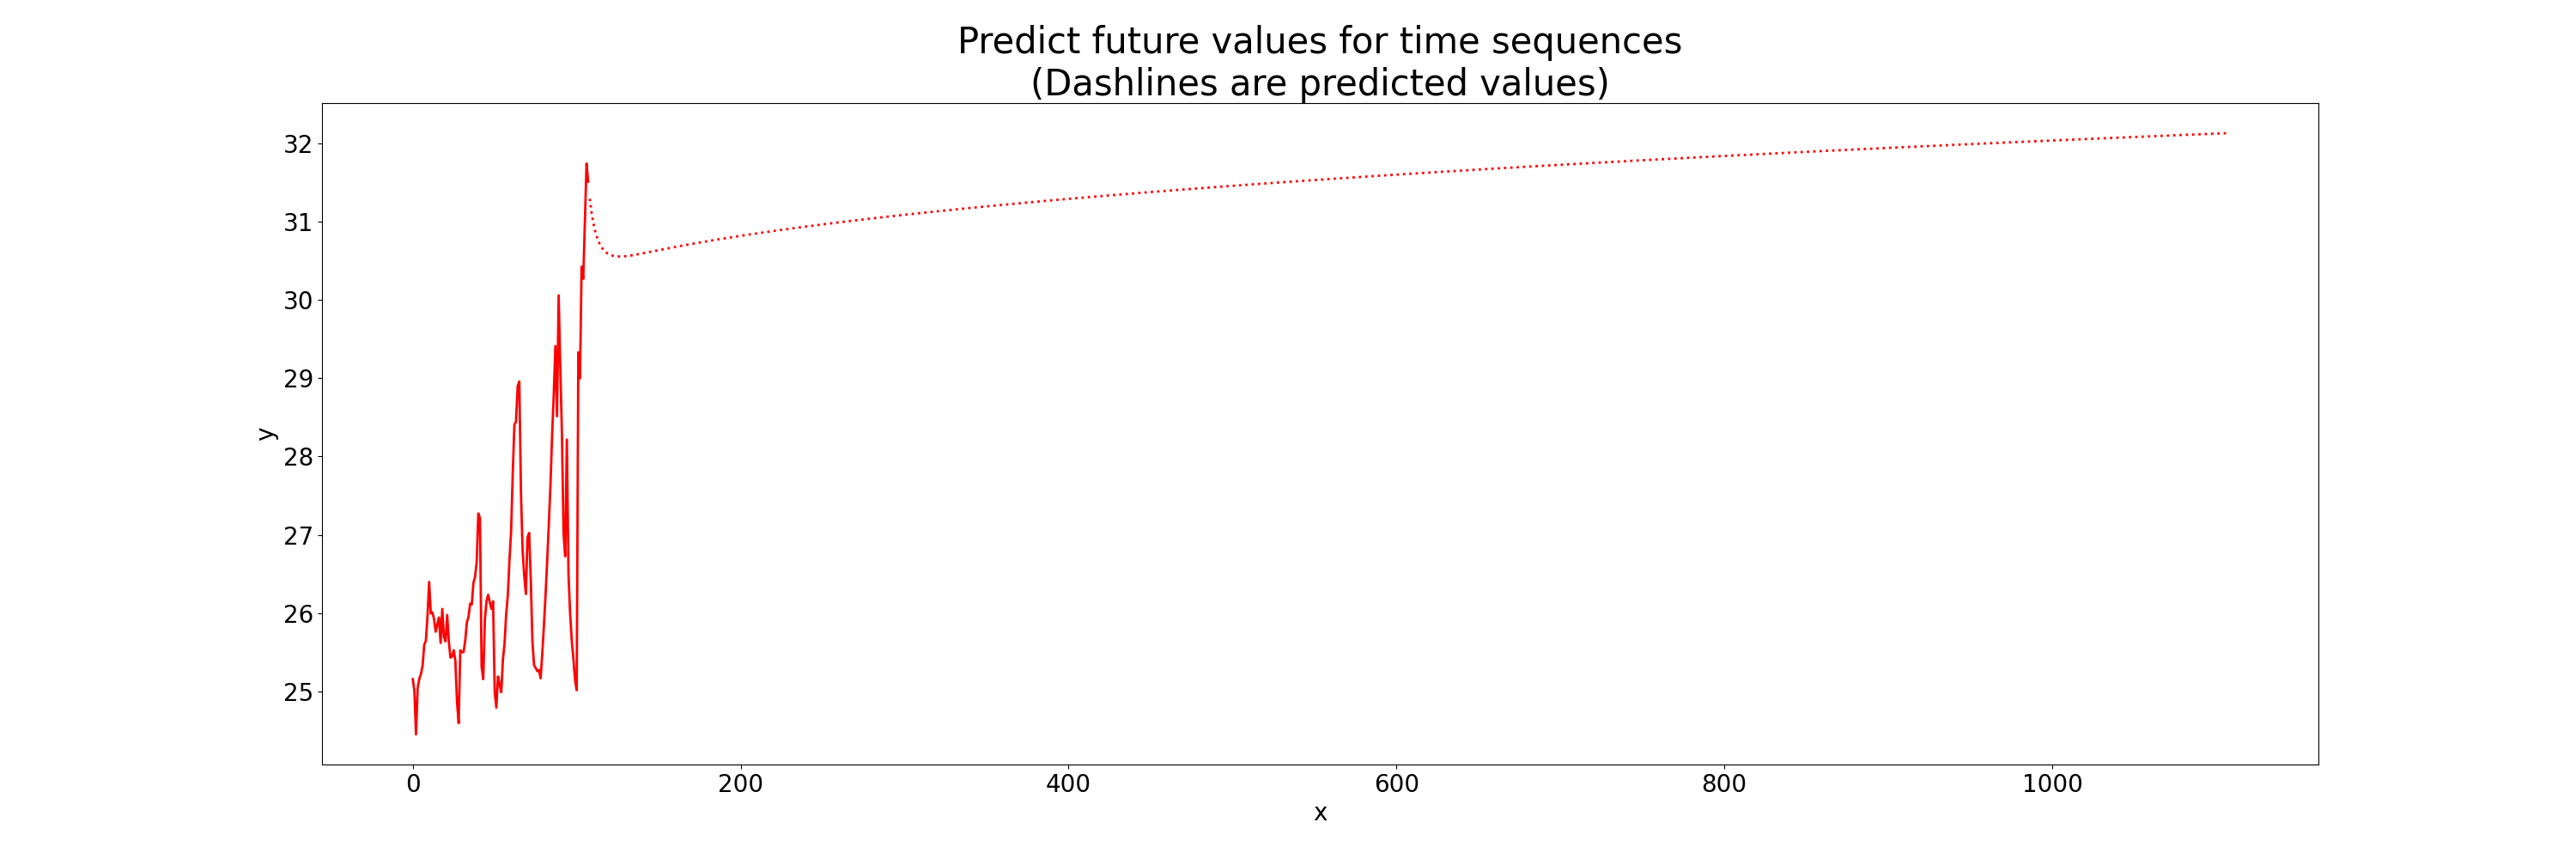 Predict future values for time sequences
(Dashlines are predicted values)
32
31
30
29
28
27
26
25
y
0 200 400 600 800 1000
x